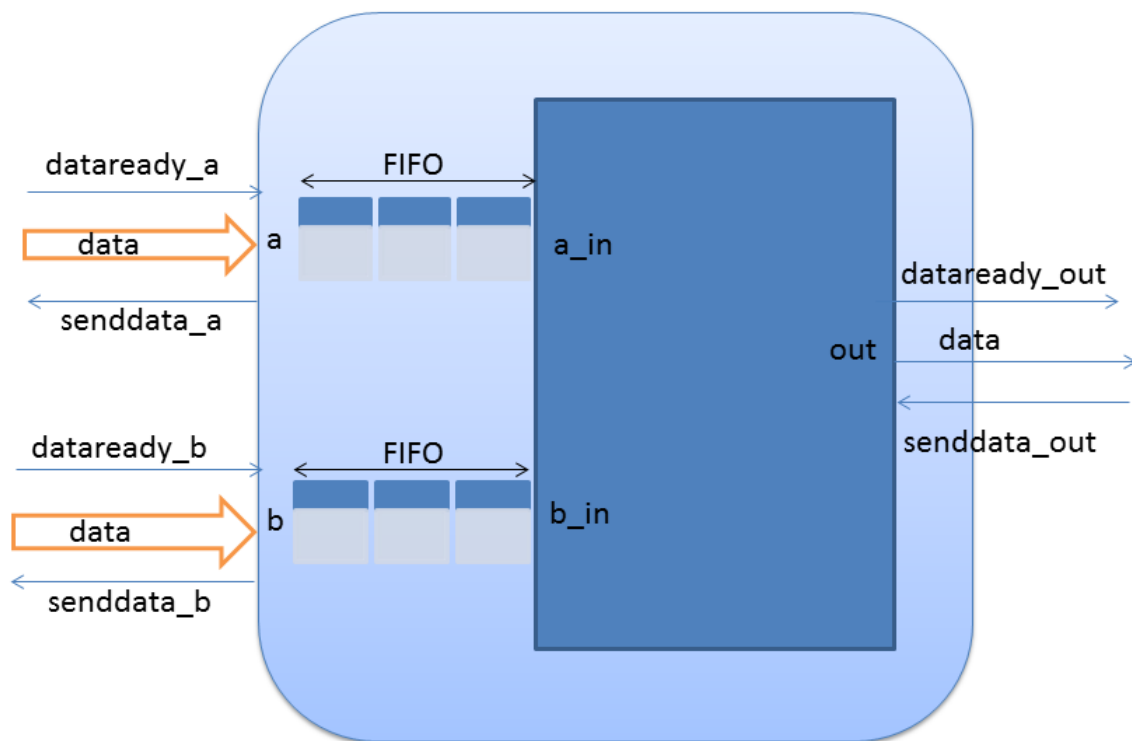 dataready_a
FIFO
data
a
a_in
senddata_a
dataready_out
data
out
senddata_out
dataready_b
FIFO
data
b
b_in
senddata_b